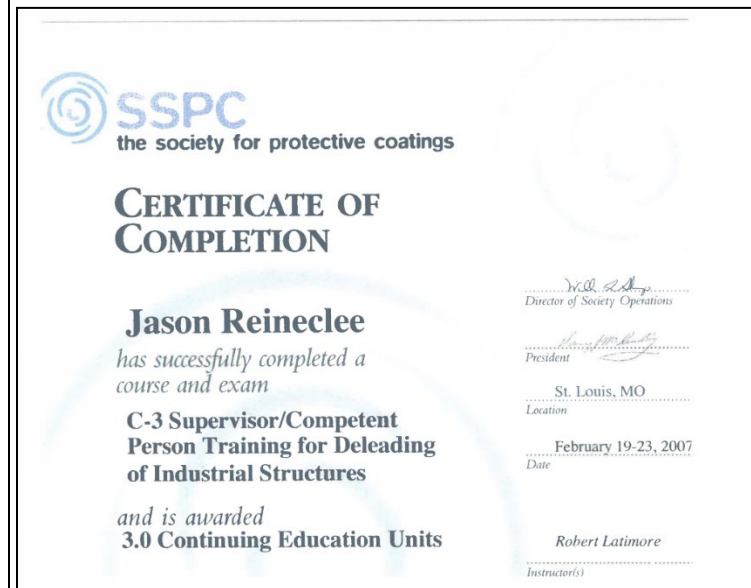 SSPC
the society for protective coatings
CERTIFICATE OF
COMPLETION
Jason Reineclee
has successfully completed a
course and exam
C-3 Supervisor/Competent
Person Training for Deleading
of Industrial Structures
and is awarded
3.0 Continuing Education Units
Director of Society Operations
President
St. Louis, MO
Location
February 19-23, 2007
Date
Robert Latimore
Instructor(s)